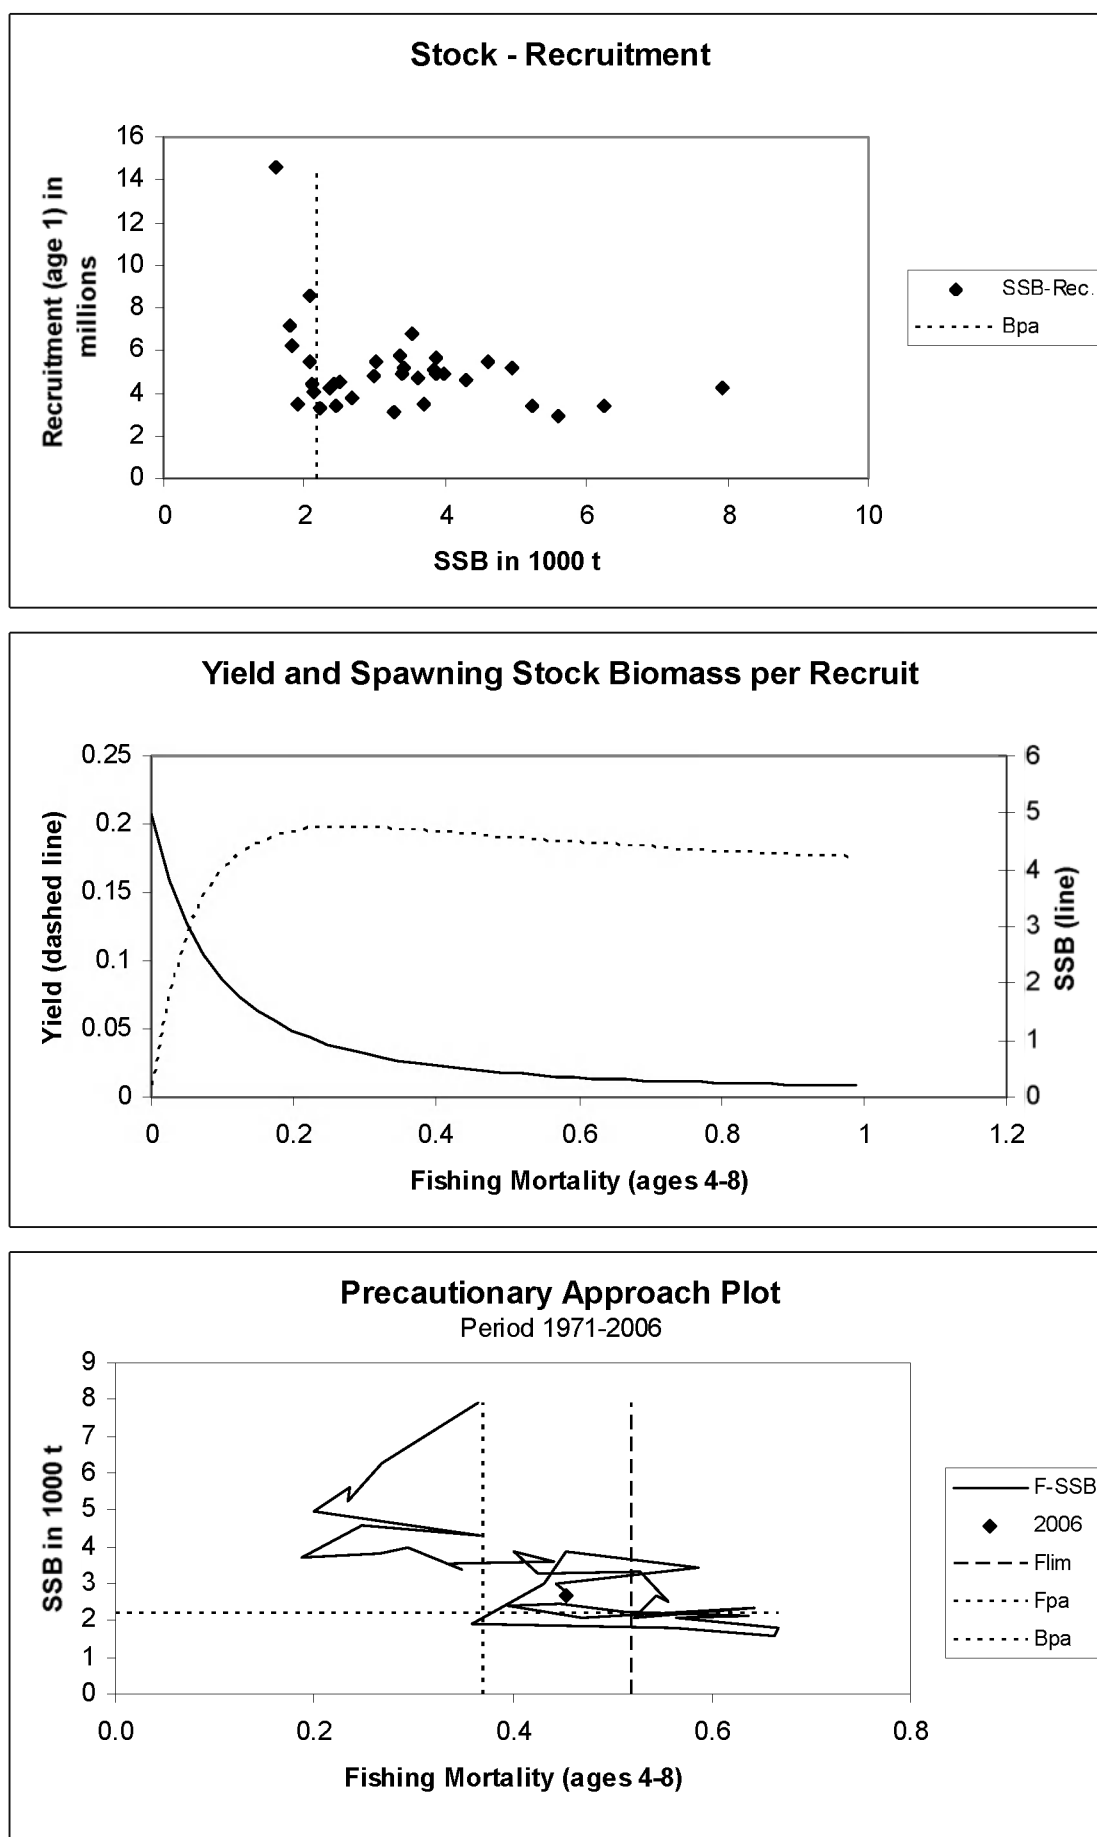 Stock - Recruitment
16
14
12
10
8
6
4
2
0
0 2 4 6 8 10
Recruitment (age 1) in
millions
SSB in 1000 t
SSB-Rec.
Bpa
Yield and Spawning Stock Biomass per Recruit
0.25
0.2
0.15
0.1
0.05
0
6
5
4
3
2
1
0
0 0.2 0.4 0.6 0.8 1 1.2
Yield (dashed line)
SSB (line)
Fishing Mortality (ages 4-8)
Precautionary Approach Plot
Period 1971-2006
9
8
7
6
5
4
3
2
1
0
0.0 0.2 0.4 0.6 0.8
SSB in 1000 t
Fishing Mortality (ages 4-8)
F-SSB
2006
Flim
Fpa
Bpa